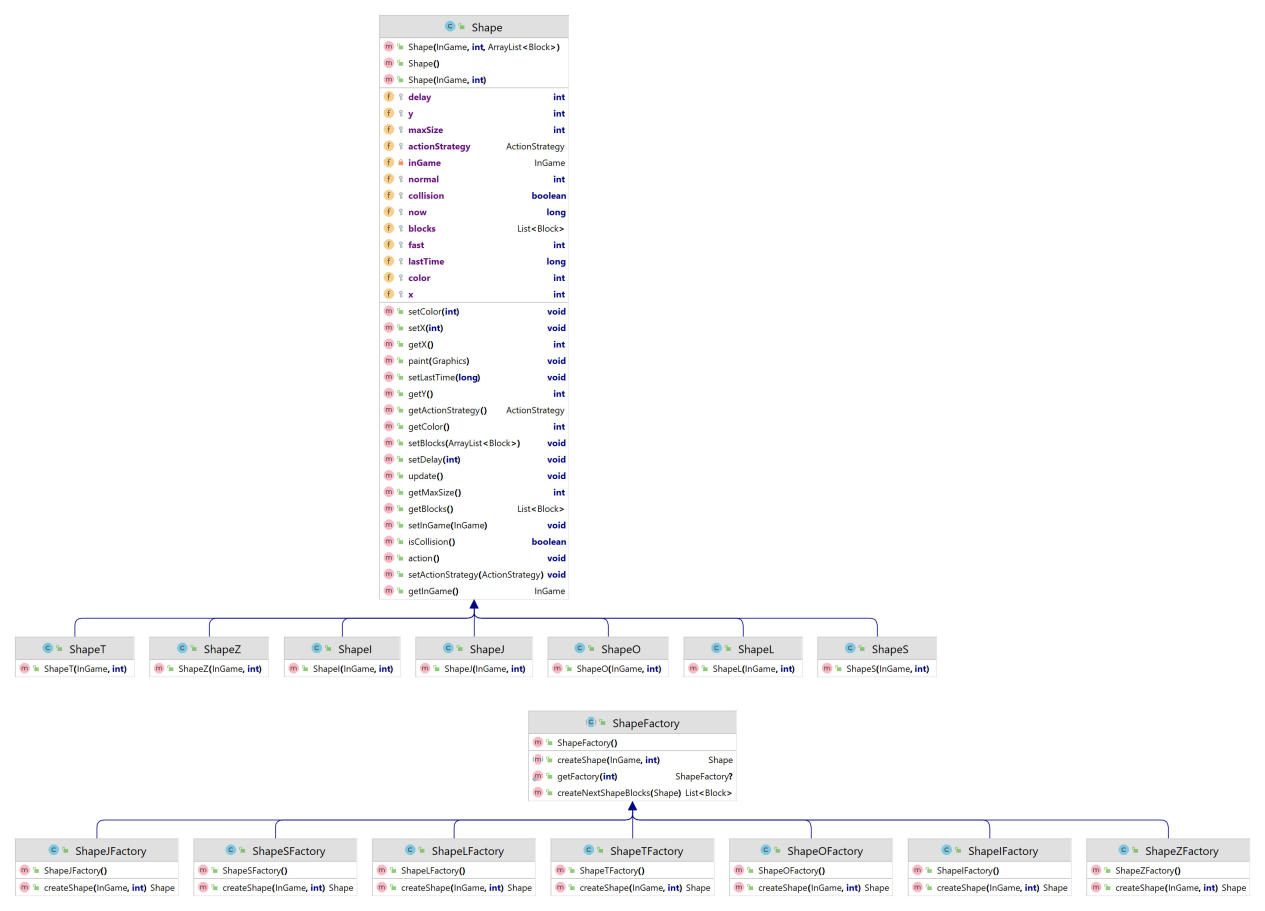 Shape
Shape(InGame, int, ArrayList<Block>)
Shape()
Shape(InGame, int)
delay int
y int
maxSize int
actionStrategy ActionStrategy
inGame InGame
normal int
collision boolean
now long
blocks List<Block>
fast int
lastTime long
color int
x int
setColor(int) void
setX(int) void
getX() int
paint(Graphics) void
setLastTime(long) void
getY() int
getActionStrategy() ActionStrategy
getColor() int
setBlocks(ArrayList<Block>) void
setDelay(int) void
update() void
getMaxSize() int
getBlocks() List<Block>
setInGame(InGame) void
isCollision() boolean
action() void
setActionStrategy(ActionStrategy) void
getInGame() InGame
ShapeT
ShapeT(InGame, int)
ShapeZ
ShapeZ(InGame, int)
ShapeI
ShapeI(InGame, int)
ShapeJ
ShapeJ(InGame, int)
ShapeO
ShapeO(InGame, int)
ShapeL
ShapeL(InGame, int)
ShapeS
ShapeS(InGame, int)
ShapeFactory
ShapeFactory()
createShape(InGame, int) Shape
getFactory(int) ShapeFactory?
createNextShapeBlocks(Shape) List<Block>
ShapeJFactory
ShapeJFactory()
createShape(InGame, int) Shape
ShapeSFactory
ShapeSFactory()
createShape(InGame, int) Shape
ShapeLFactory
ShapeLFactory()
createShape(InGame, int) Shape
ShapeTFactory
ShapeTFactory()
createShape(InGame, int) Shape
ShapeOFactory
ShapeOFactory()
createShape(InGame, int) Shape
ShapeIFactory
ShapeIFactory()
createShape(InGame, int) Shape
ShapeZFactory
ShapeZFactory()
createShape(InGame, int) Shape